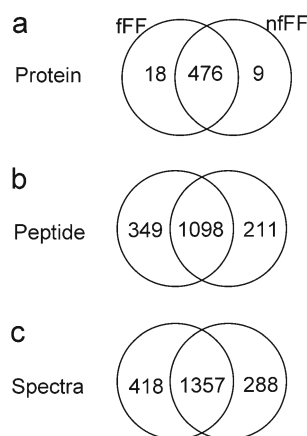 a
fFF nfFF
Protein 18 476 9
b
Peptide 349 1098 211
c
Spectra 418 1357 288